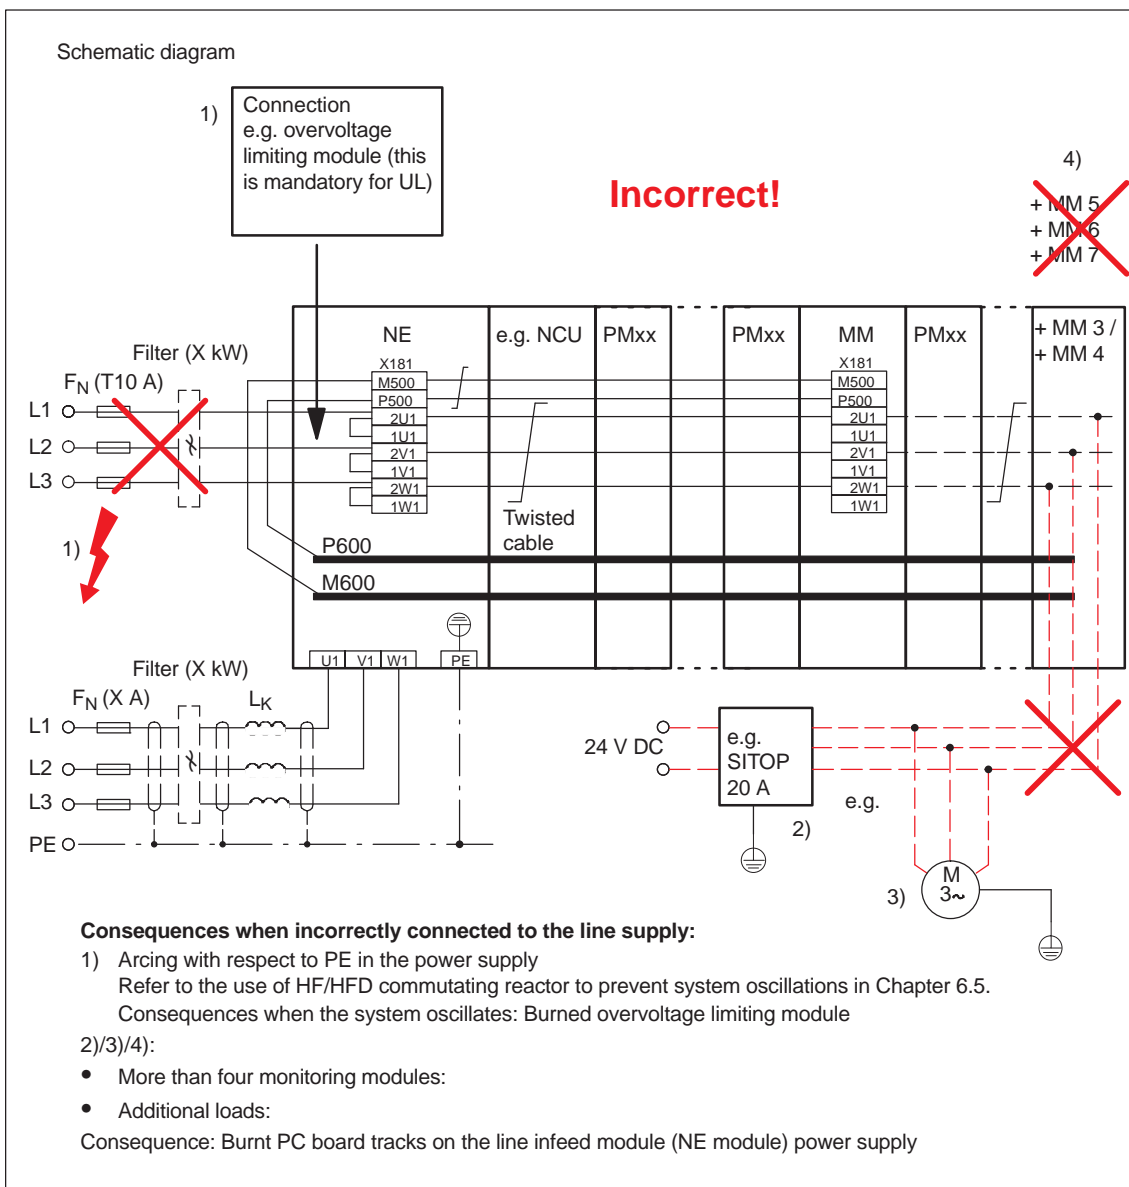 Schematic diagram
1)
Connection
e.g. overvoltage
limiting module (this
is mandatory for UL)
Incorrect!
4)
+ MM 5
+ MM 6
+ MM 7
NE
e.g. NCU
PMxx
PMxx
MM
PMxx
+ MM 3 /
+ MM 4
Filter (X kW)
FN (T10 A)
L1
L2
L3
1)
X181
M500
P500
2U1
1U1
2V1
1V1
2W1
1W1
X181
M500
P500
2U1
1U1
2V1
1V1
2W1
1W1
Twisted
cable
P600
M600
U1
V1
W1
PE
Filter (X kW)
FN (X A)
LK
L1
L2
L3
PE
24 V DC
e.g.
SITOP
20 A
2)
e.g.
3)
M
3~
Consequences when incorrectly connected to the line supply:
1) Arcing with respect to PE in the power supply
Refer to the use of HF/HFD commutating reactor to prevent system oscillations in Chapter 6.5.
Consequences when the system oscillates: Burned overvoltage limiting module
2)/3)/4):
• More than four monitoring modules:
• Additional loads:
Consequence: Burnt PC board tracks on the line infeed module (NE module) power supply